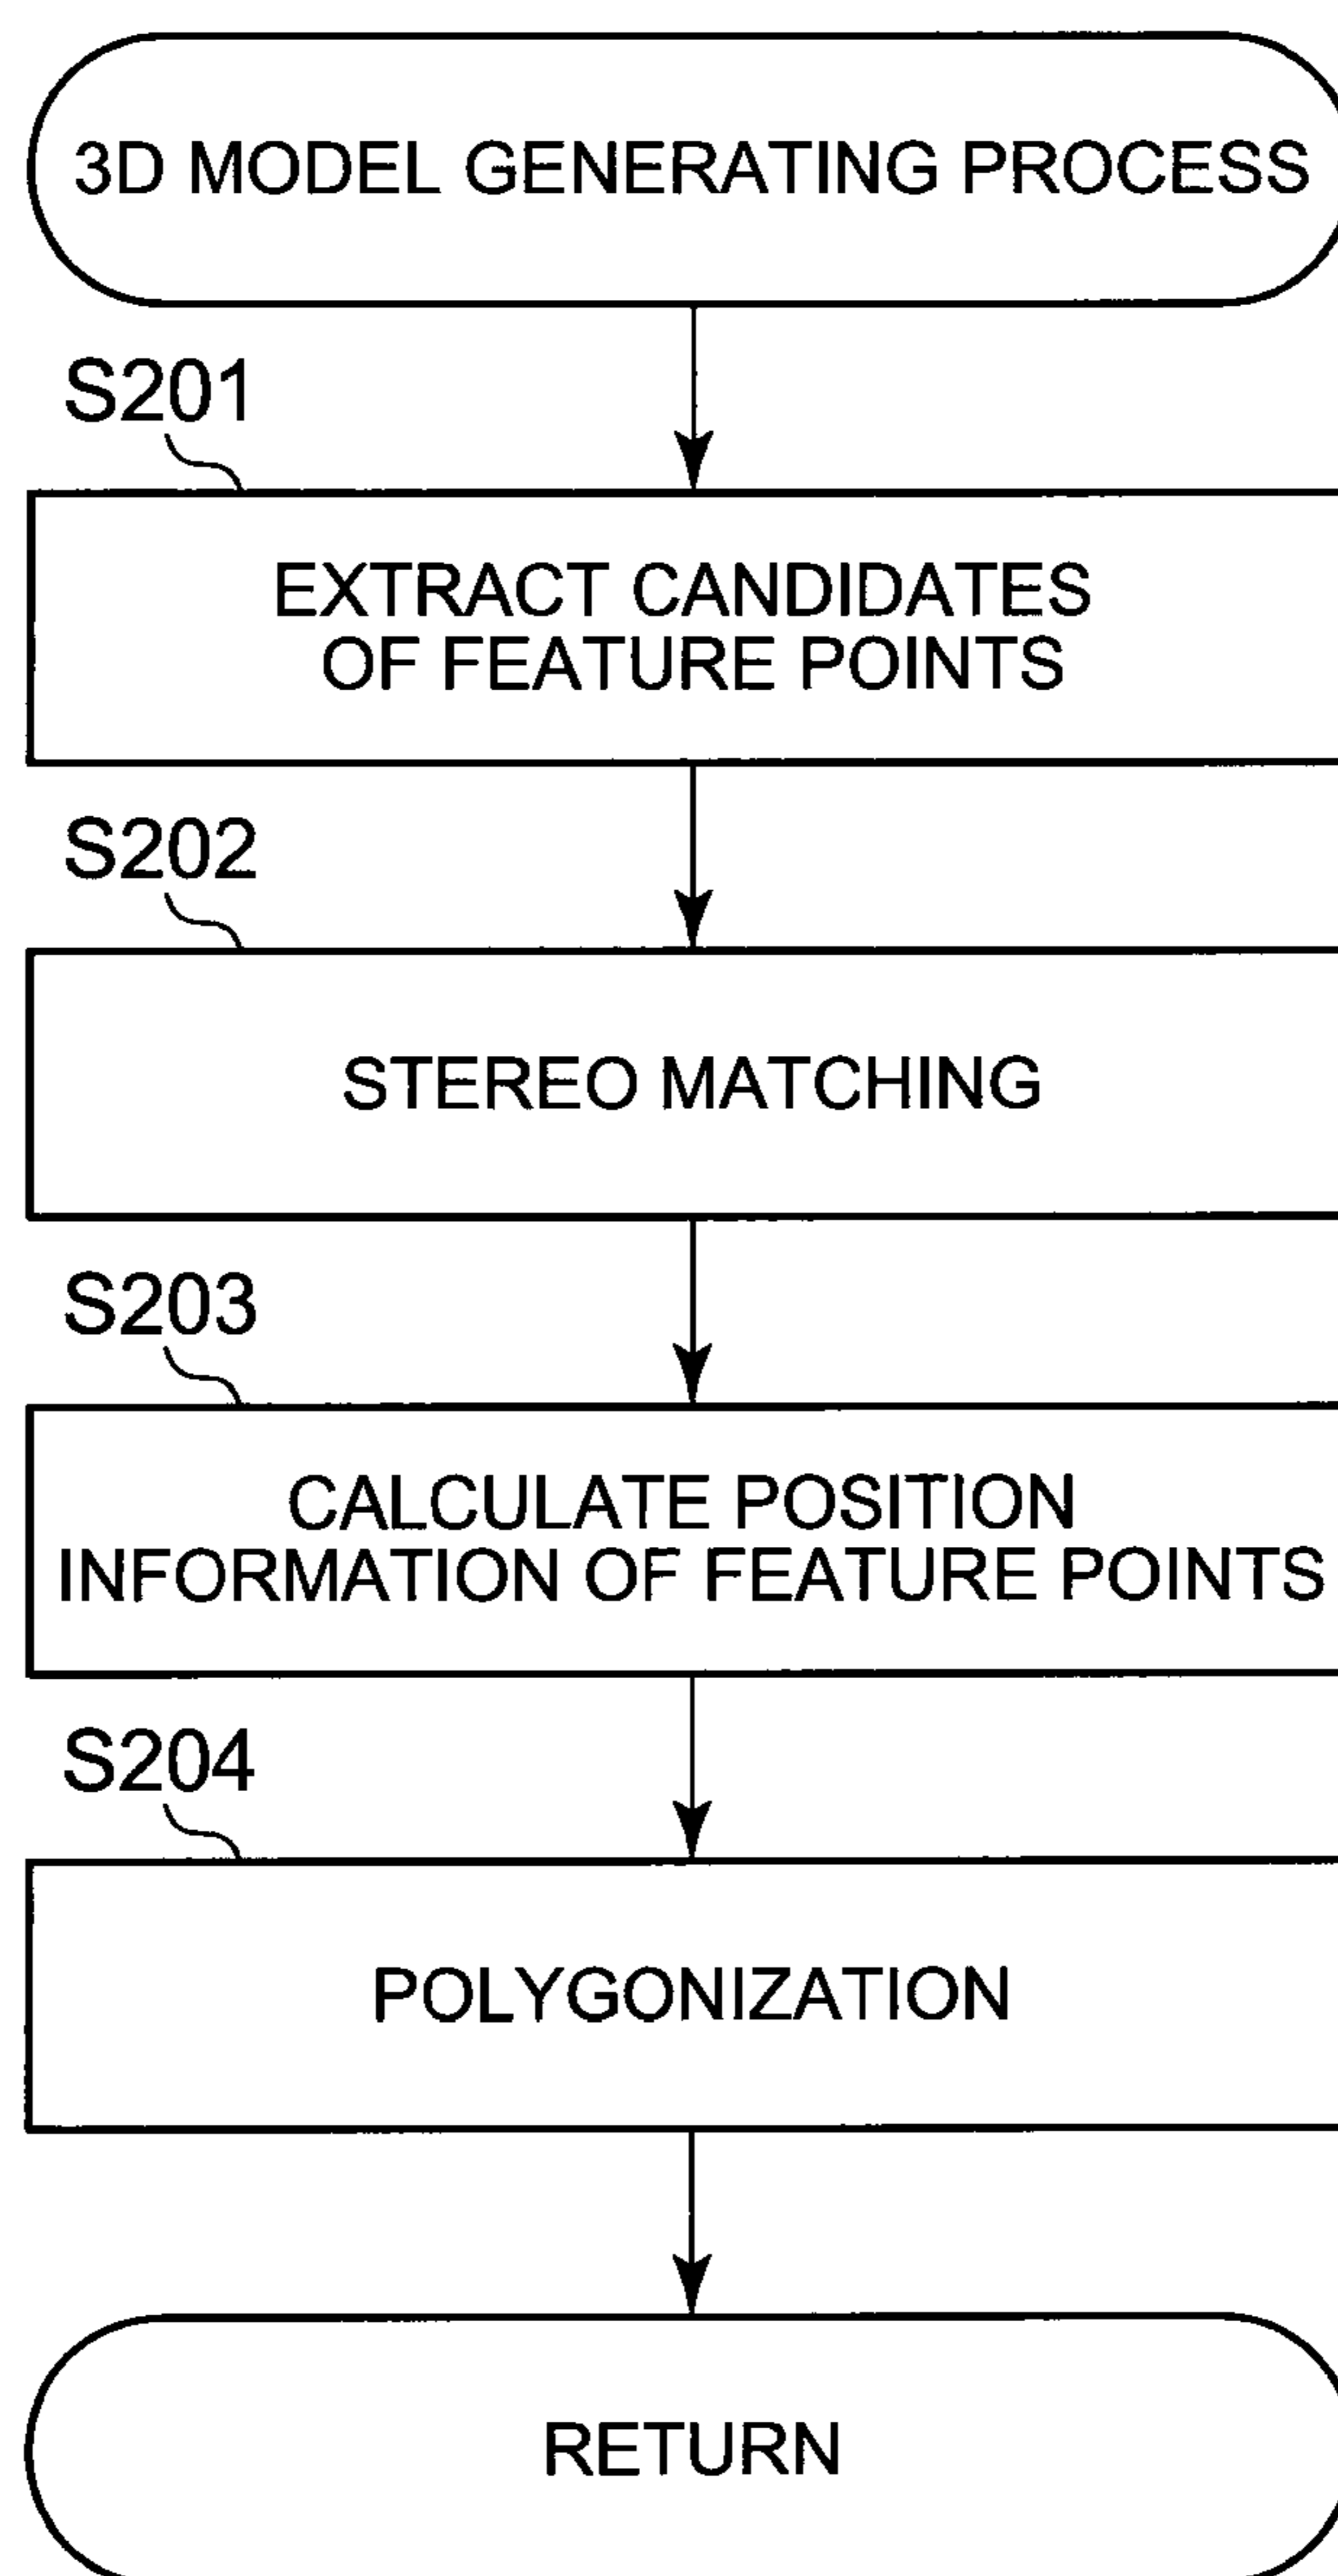 3D MODEL GENERATING PROCESS
S201
EXTRACT CANDIDATES
OF FEATURE POINTS
S202
STEREO MATCHING
S203
CALCULATE POSITION
INFORMATION OF FEATURE POINTS
S204
POLYGONIZATION
RETURN